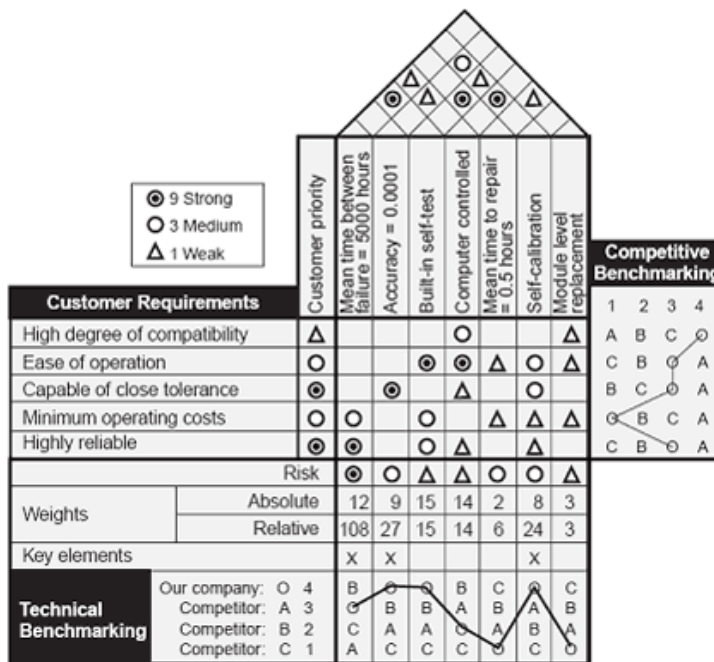 9 Strong
3 Medium
1 Weak
Customer priority
Mean time between
failure = 5000 hours
Accuracy = 0.0001
Built-in self-test
Computer controlled
Mean time to repair
= 0.5 hours
Self-calibration
Module level
replacement
Competitive
Benchmarking
Customer Requirements
1 2 3 4
High degree of compatibility A B C O
Ease of operation C B O A
Capable of close tolerance B C O A
Minimum operating costs O B C A
Highly reliable C B O A
Risk
Weights
Absolute 12 9 15 14 2 8 3
Relative 108 27 15 14 6 24 3
Key elements X X X
Technical
Benchmarking
Our company: O 4 B O O B C O C
Competitor: A 3 O B B A B A B
Competitor: B 2 C A A O A B A
Competitor: C 1 A C C C O C O